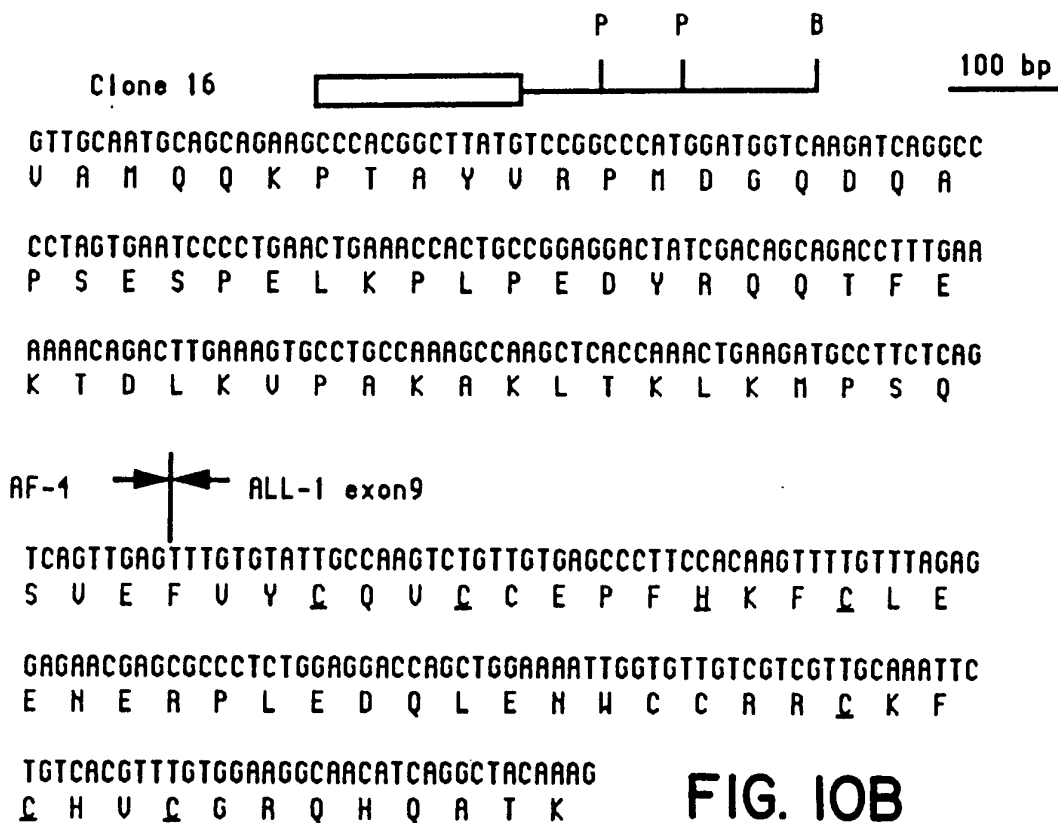 P P B
Clone 16
100 bp
GTTGCAATGCAGCAGAAGCCCACGGCTTATGTCCGGCCCATGGATGGTCAAGATCAGGCC
V A M Q Q K P T A Y V R P M D G Q D Q A
CCTAGTGAATCCCCTGAACTGAAACCACTGCCGGAGGACTATCGACAGCAGACCTTTGAA
P S E S P E L K P L P E D Y R Q Q T F E
AAAACAGACTTGAAAGTGCCTGCCAAAGCCAAGCTCACCAAACTGAAGATGCCTTCTCAG
K T D L K V P A K A K L T K L K M P S Q
AF-4 ALL-1 exon9
TCAGTTGAGTTTGTGTATTGCCAAGTCTGTTGTGAGCCCTTCCACAAGTTTTGTTTAGAG
S V E F V Y C Q V C C E P F H K F C L E
GAGAACGAGCGCCCTCTGGAGGACCAGCTGGAAAATTGGTGTTGTCGTCGTTGCAAATTC
E N E R P L E D Q L E N W C C R R C K F
TGTCACGTTTGTGGAAGGCAACATCAGGCTACAAAG
C H V C G R Q H Q A T K
FIG. 10B